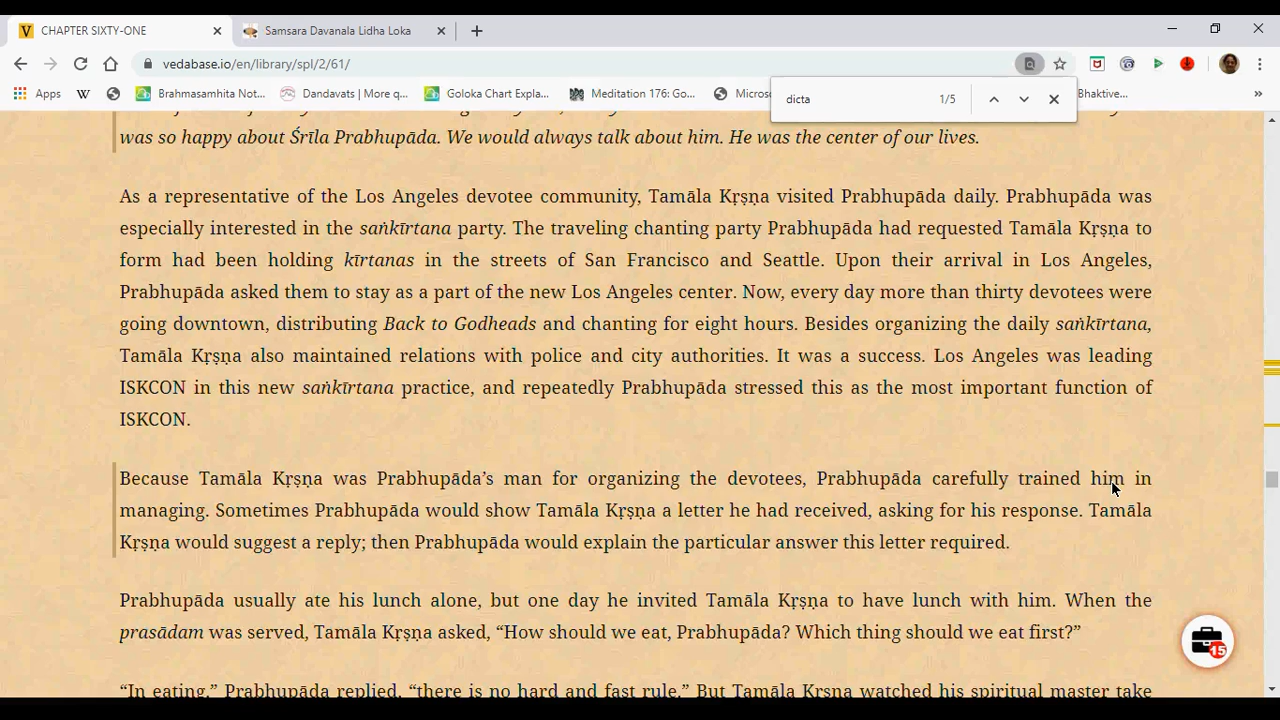 CHAPTER SIXTY-ONE
Samsara Davanala Lidha Loka
vedabase.io/en/library/spl/2/61/
Apps
Brahmasamhita Not...
Dandavats | More q...
Goloka Chart Expla...
Meditation 176: Go...
Micros
Bhaktive...
dicta
1/5
was so happy about Śrīla Prabhupāda. We would always talk about him. He was the center of our lives.
As a representative of the Los Angeles devotee community, Tamāla Kṛṣṇa visited Prabhupāda daily. Prabhupāda was
especially interested in the saṅkīrtana party. The traveling chanting party Prabhupāda had requested Tamāla Kṛṣṇa to
form had been holding kīrtanas in the streets of San Francisco and Seattle. Upon their arrival in Los Angeles,
Prabhupāda asked them to stay as a part of the new Los Angeles center. Now, every day more than thirty devotees were
going downtown, distributing Back to Godheads and chanting for eight hours. Besides organizing the daily saṅkīrtana,
Tamāla Kṛṣṇa also maintained relations with police and city authorities. It was a success. Los Angeles was leading
ISKCON in this new saṅkīrtana practice, and repeatedly Prabhupāda stressed this as the most important function of
ISKCON.
Because Tamāla Kṛṣṇa was Prabhupāda’s man for organizing the devotees, Prabhupāda carefully trained him in
managing. Sometimes Prabhupāda would show Tamāla Kṛṣṇa a letter he had received, asking for his response. Tamāla
Kṛṣṇa would suggest a reply; then Prabhupāda would explain the particular answer this letter required.
Prabhupāda usually ate his lunch alone, but one day he invited Tamāla Kṛṣṇa to have lunch with him. When the
prasādam was served, Tamāla Kṛṣṇa asked, “How should we eat, Prabhupāda? Which thing should we eat first?”
15
“In eating,” Prabhupāda replied, “there is no hard and fast rule.” But Tamāla Kṛṣṇa watched his spiritual master take